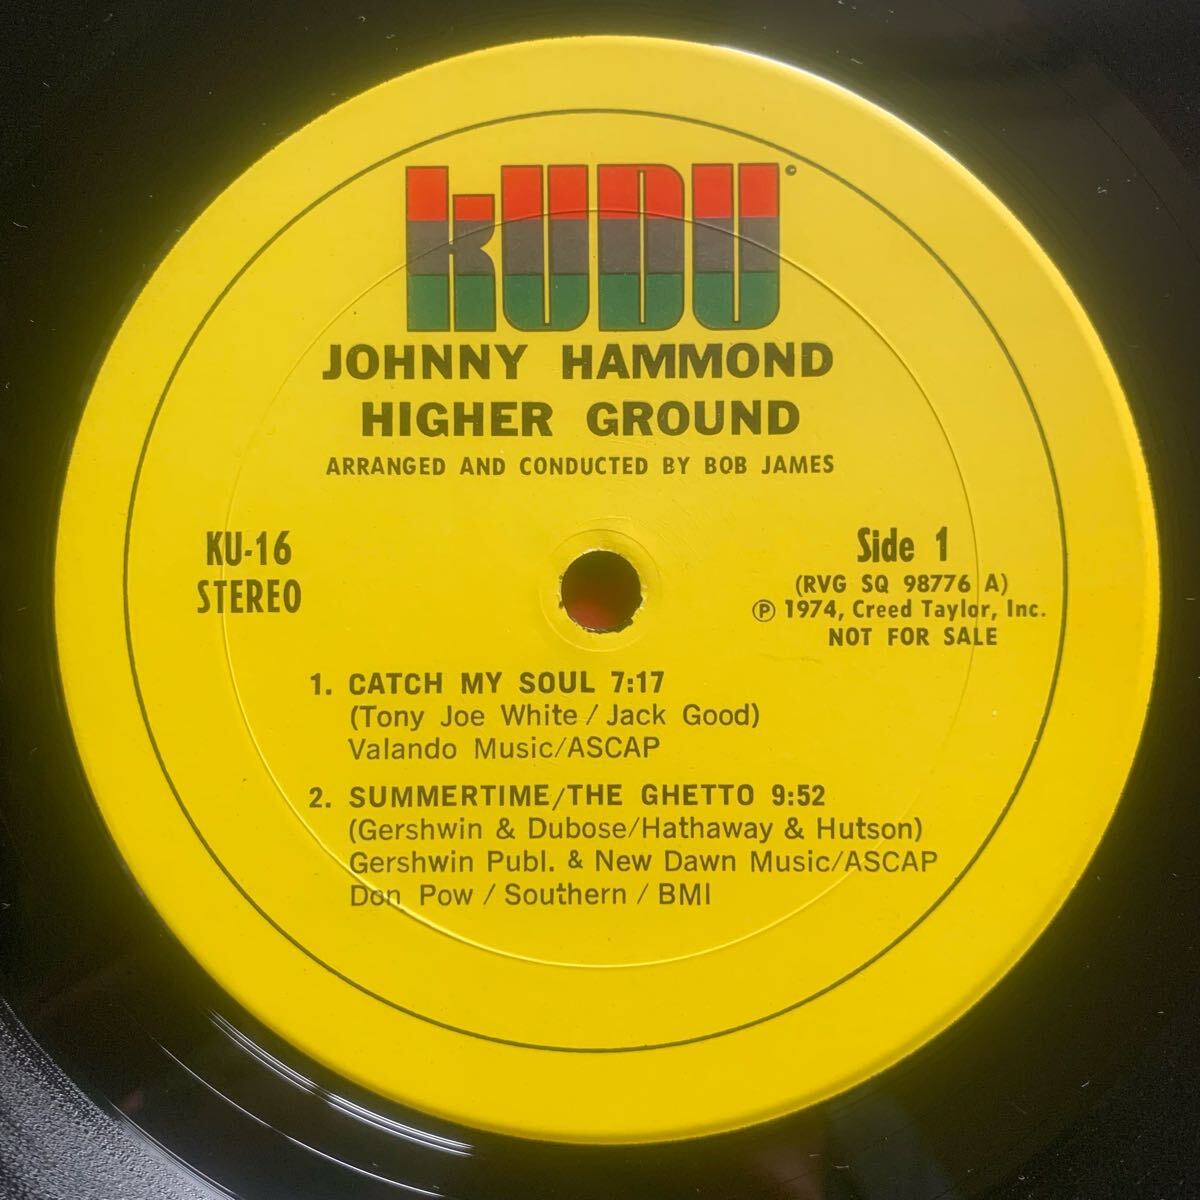 KUDU ©
JOHNNY HAMMOND
HIGHER GROUND
ARRANGED AND CONDUCTED BY BOB JAMES
KU-16
STEREO
Side 1
(RVG SQ 98776 A)
℗ 1974, Creed Taylor, Inc.
NOT FOR SALE
1. CATCH MY SOUL 7:17
(Tony Joe White / Jack Good)
Valando Music/ASCAP
2. SUMMERTIME/THE GHETTO 9:52
(Gershwin & Dubose/Hathaway & Hutson)
Gershwin Publ. & New Dawn Music/ASCAP
Don Pow / Southern / BMI